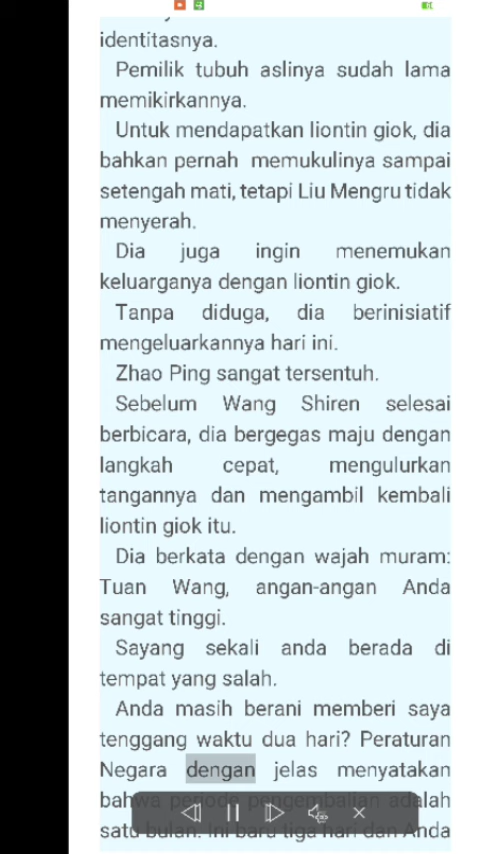 identitasnya.
Pemilik tubuh aslinya sudah lama
memikirkannya.
Untuk mendapatkan liontin giok, dia
bahkan pernah memukulinya sampai
setengah mati, tetapi Liu Mengru tidak
menyerah.
Dia juga ingin menemukan
keluarganya dengan liontin giok.
Tanpa diduga, dia berinisiatif
mengeluarkannya hari ini.
Zhao Ping sangat tersentuh.
Sebelum Wang Shiren selesai
berbicara, dia bergegas maju dengan
langkah cepat, mengulurkan
tangannya dan mengambil kembali
liontin giok itu.
Dia berkata dengan wajah muram:
Tuan Wang, angan-angan Anda
sangat tinggi.
Sayang sekali anda berada di
tempat yang salah.
Anda masih berani memberi saya
tenggang waktu dua hari? Peraturan
Negara dengan jelas menyatakan
bahwa periode pengembalian adalah
satu bulan. Ini baru tiga hari dan Anda